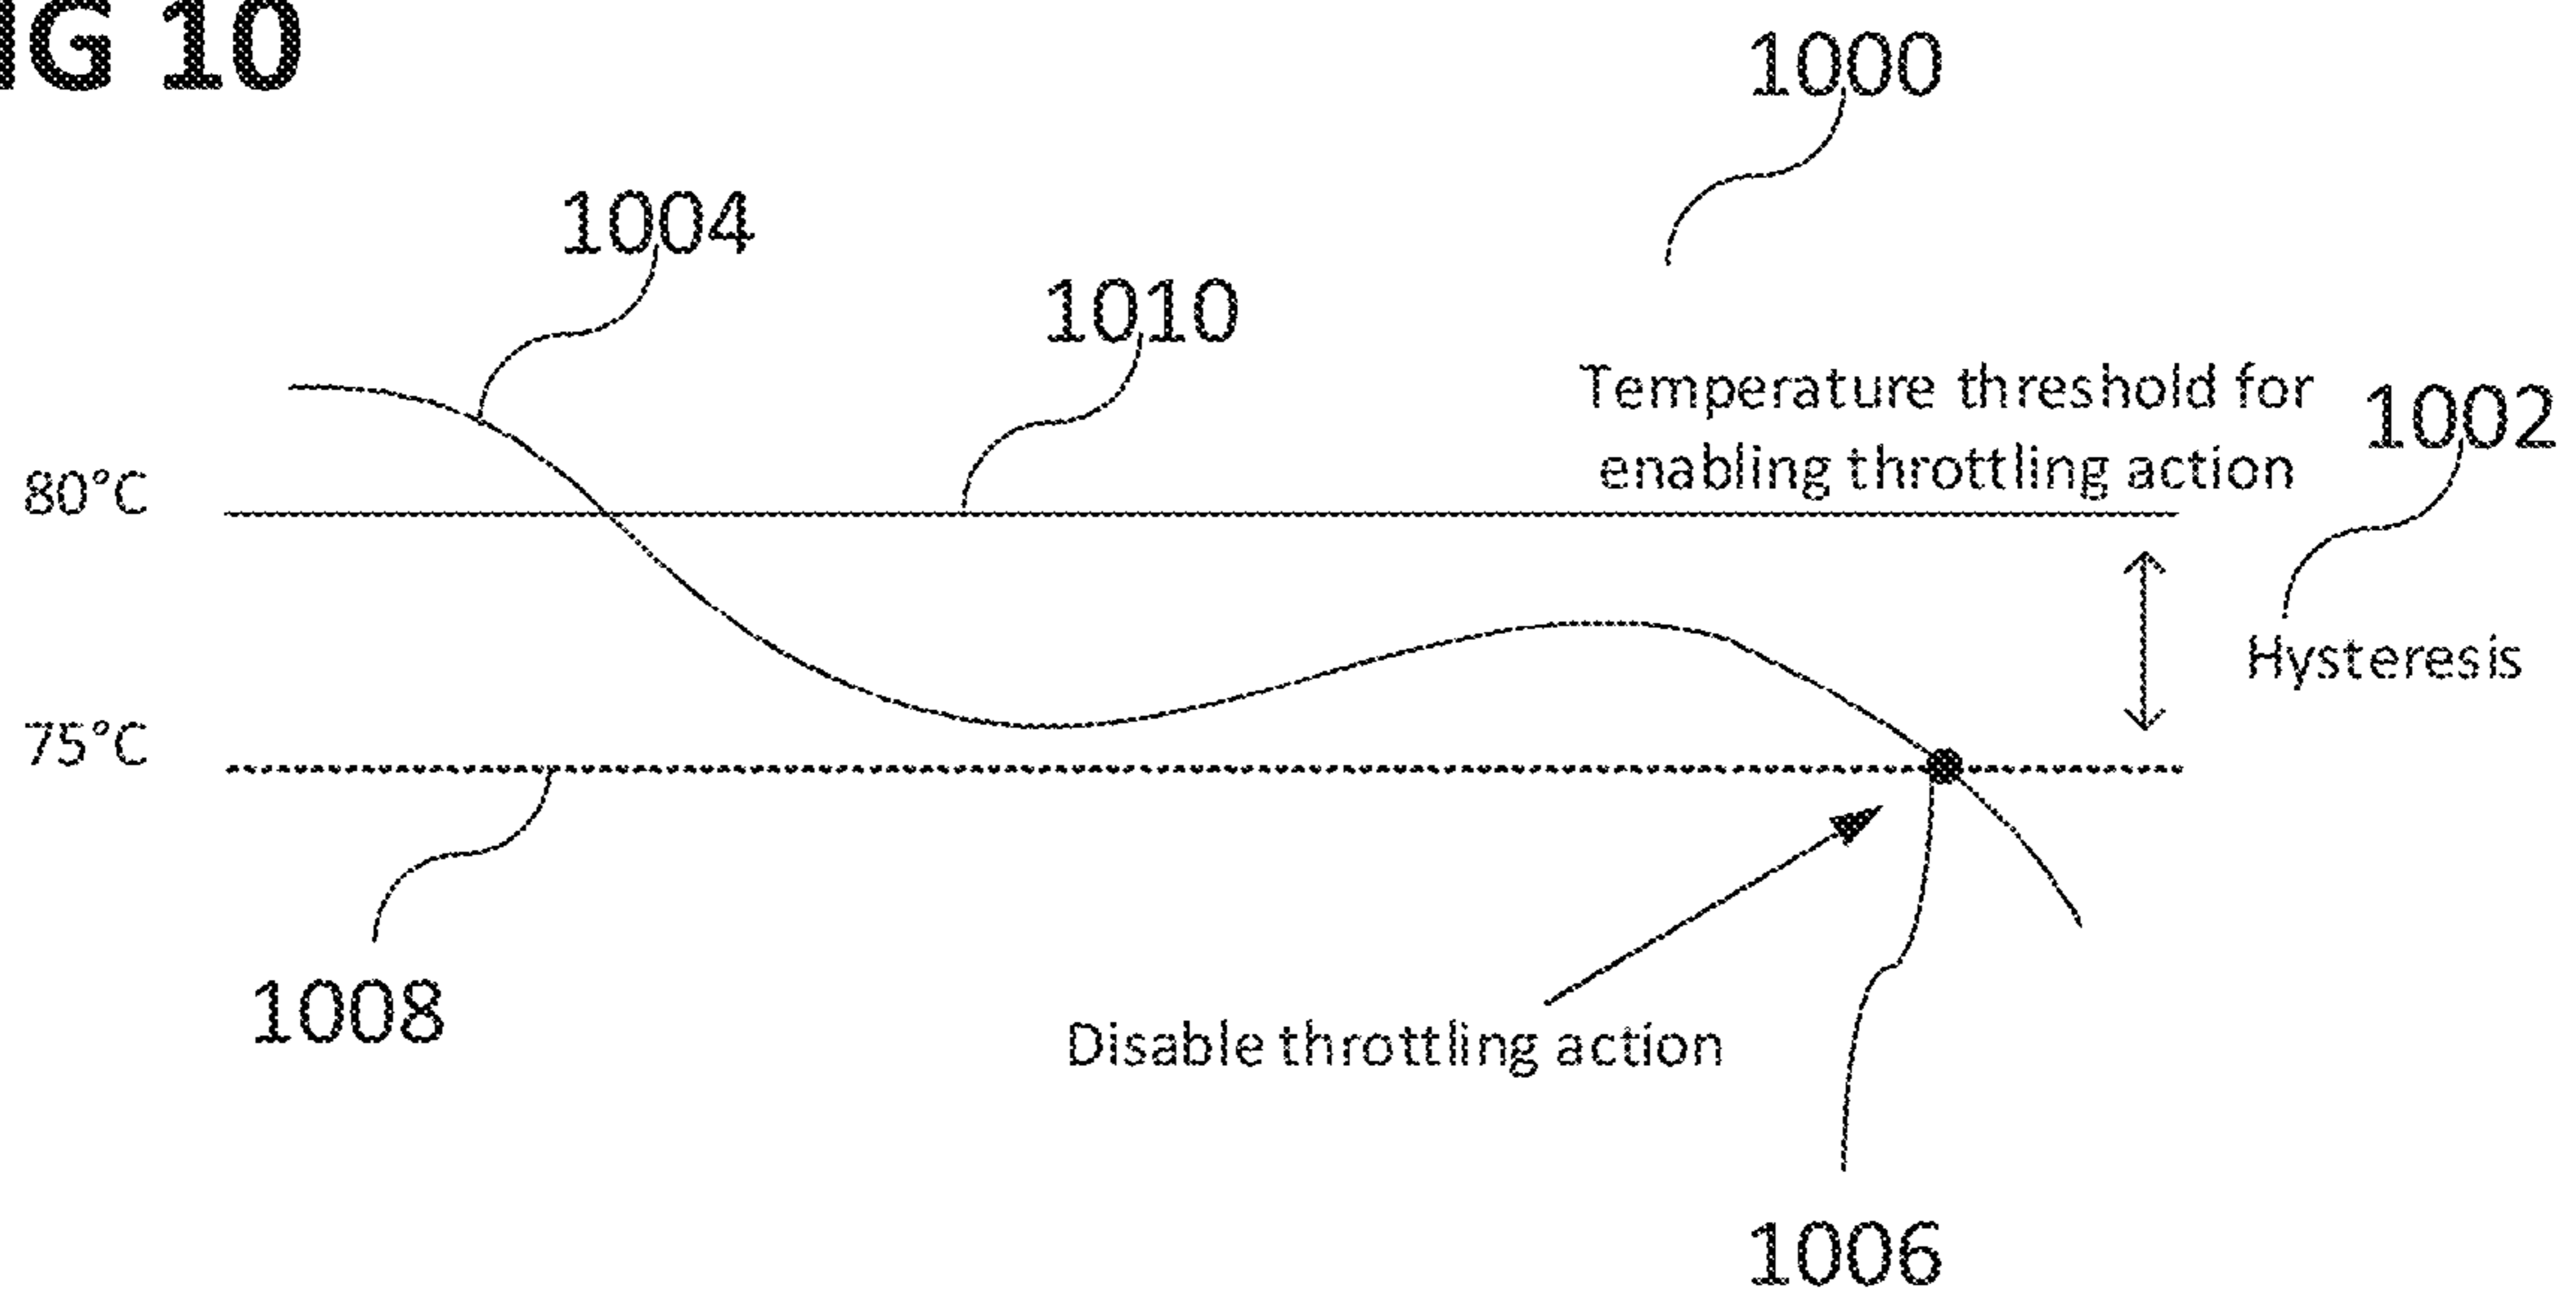 IG 10
1000
1004
1010
Temperature threshold for
enabling throttling action
1002
80°C
Hysteresis
75°C
1008
Disable throttling action
1006